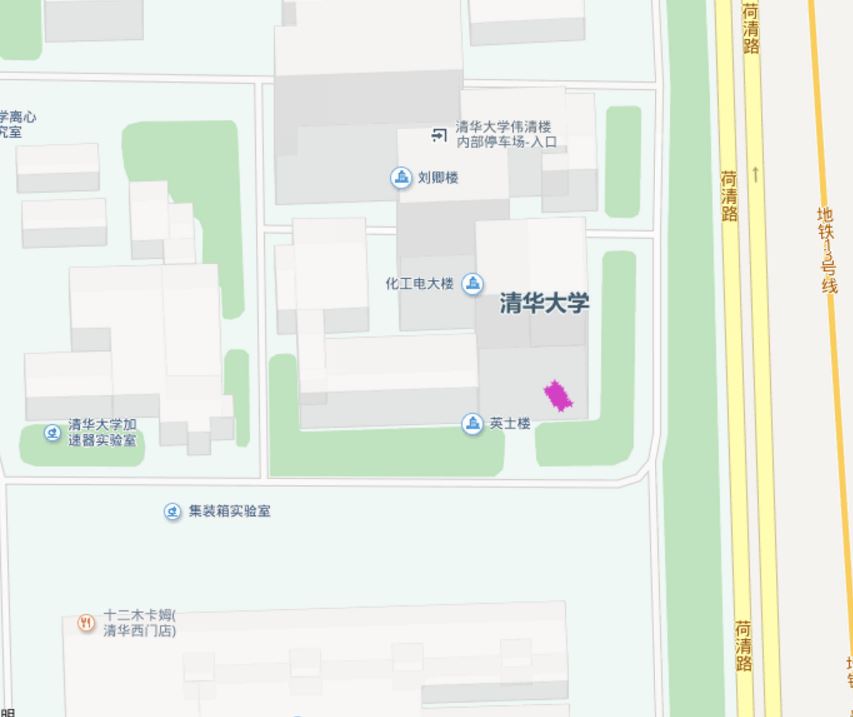 荷清路
学离心
究室
清华大学伟清楼
内部停车场-入口
刘卿楼
荷清路
地铁13号线
化工电大楼
清华大学
清华大学加
速器实验室
英士楼
集装箱实验室
十二木卡姆(
清华西门店)
荷清路
明